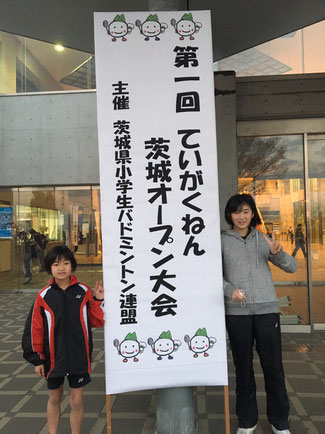 第一回 ていがくねん
茨城オープン大会
主催 茨城県小学生バドミントン連盟